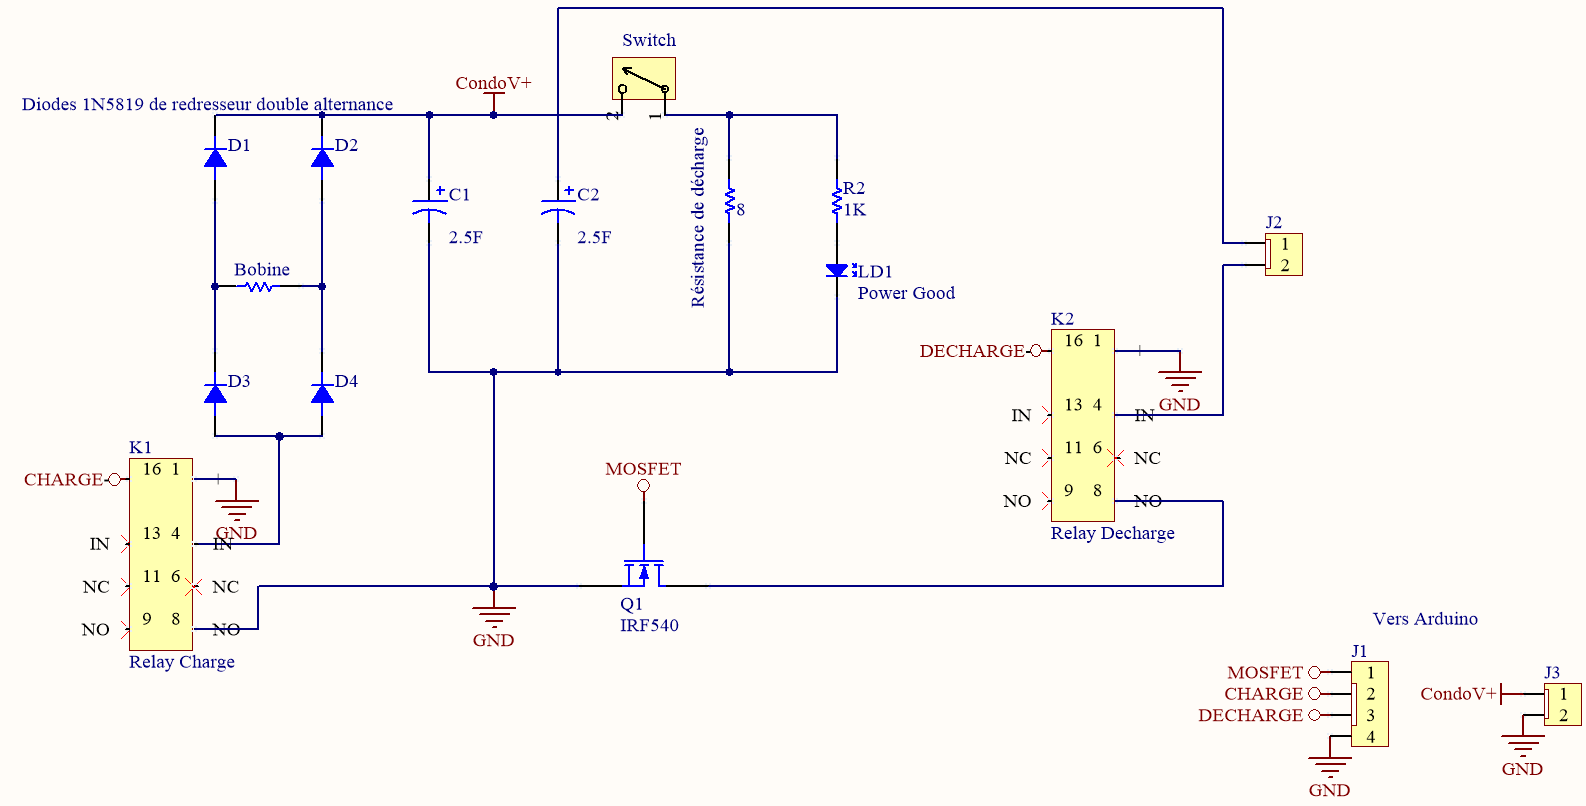 Switch
CondoV+
Diodes 1N5819 de redresseur double alternance
2
1
D1
D2
C1
2.5F
C2
2.5F
Résistance de décharge
8
R2
1K
LD1
Power Good
J2
1
2
Bobine
D3
D4
K2
DECHARGE
16 1
GND
IN
13 4
IN
NC
11 6
NC
NO
9 8
NO
Relay Decharge
K1
CHARGE
16 1
GND
IN
13 4
IN
NC
11 6
NC
NO
9 8
NO
Relay Charge
MOSFET
Q1
IRF540
GND
Vers Arduino
J1
MOSFET
1
CHARGE
2
DECHARGE
3
4
GND
J3
CondoV+
1
2
GND